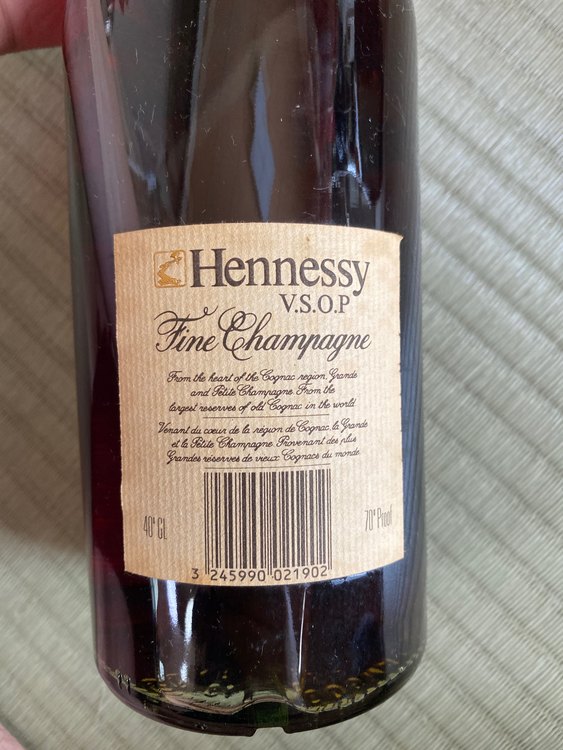 Hennessy
V.S.O.P
Fine Champagne
From the heart of the Cognac region, Grande
and Petite Champagne. From the
largest reserves of old Cognac in the world.
Venant du cœur de la région de Cognac, la Grande
et la Petite Champagne. Provenant des plus
Grandes réserves de vieux Cognacs du monde.
40° GL
70° Proof
3 245990 021902